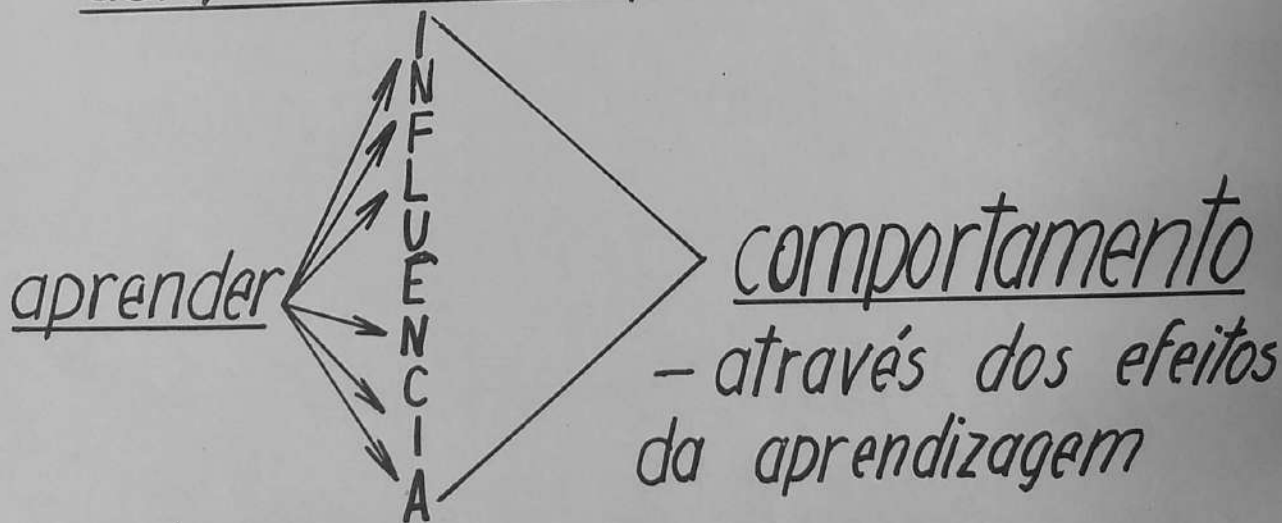 INFLUÊNCIA
aprender
comportamento
- através dos efeitos
da aprendizagem